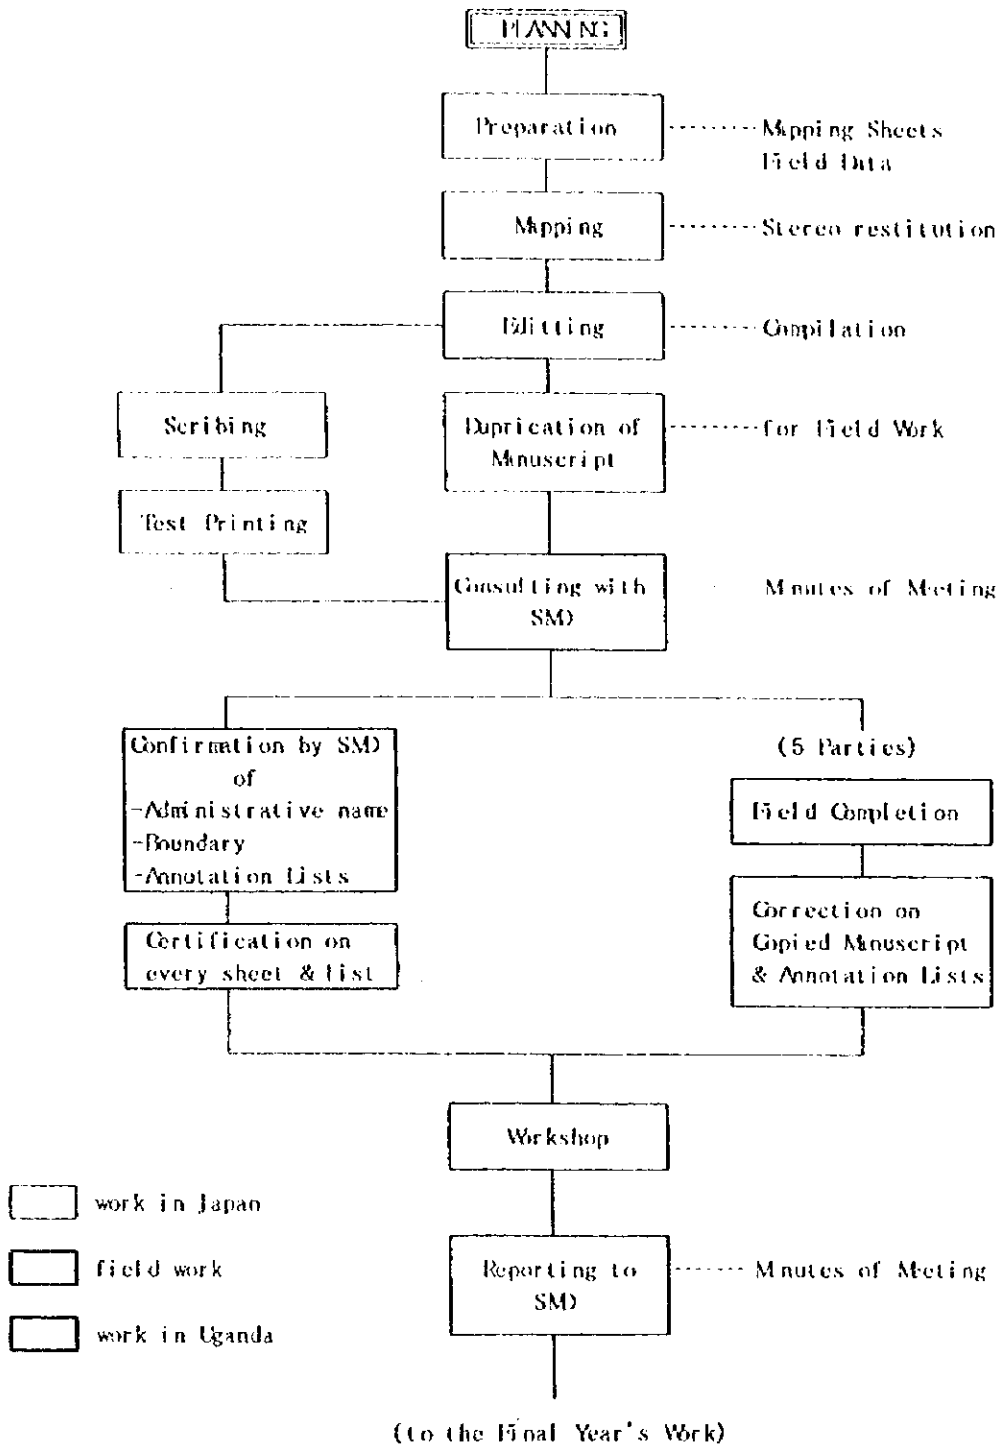 PLANNING
Preparation
Mapping Sheets
Field Data
Mapping
Stereo restitution
Editting
Compilation
Scribing
Duprication of
Manuscript
for Field Work
Test Printing
Consulting with
SMD
Minutes of Meeting
Confirmation by SMD
of
-Administrative name
-Boundary
-Annotation Lists
Certification on
every sheet & list
(5 Parties)
Field Completion
Correction on
Copied Manuscript
& Annotation Lists
Workshop
Reporting to
SMD
Minutes of Meeting
work in Japan
field work
work in Uganda
(to the Final Year's Work)